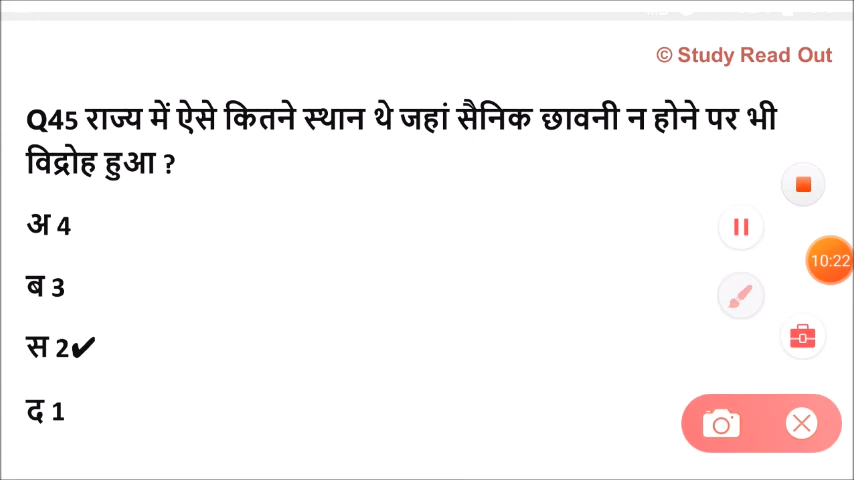 © Study Read Out
Q45 राज्य में ऐसे कितने स्थान थे जहां सैनिक छावनी न होने पर भी
विद्रोह हुआ ?
अ 4
ब 3
स 2✔
द 1
10:22